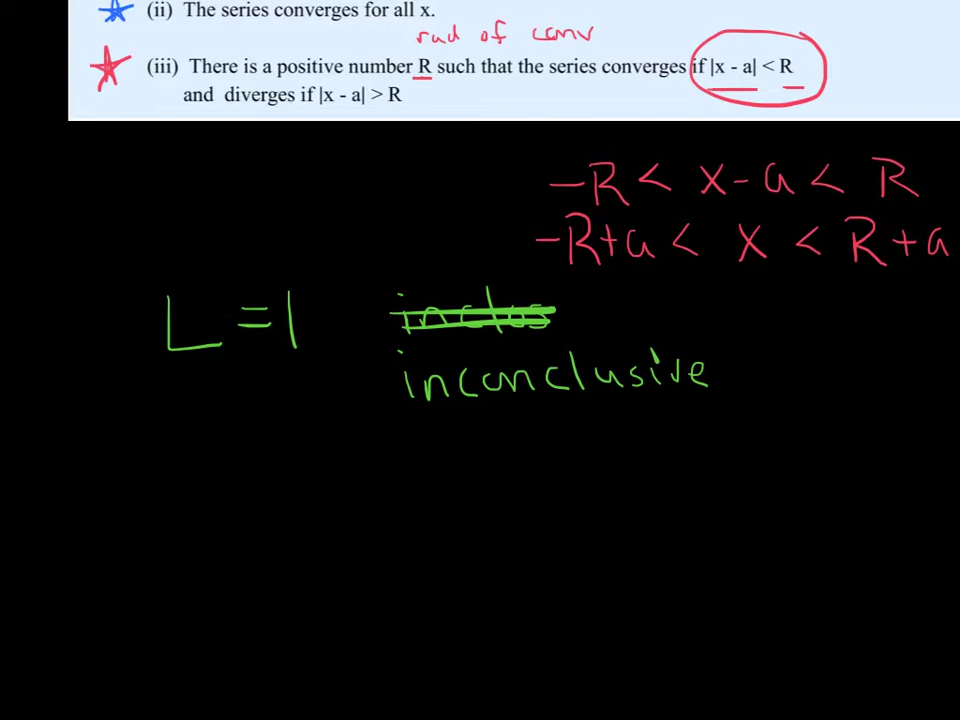 (ii) The series converges for all x.
rad of conv
(iii) There is a positive number R such that the series converges if |x - a| < R
and diverges if |x - a| > R
-R < x - a < R
-R+a < x < R+a
L = 1 inclus
inconclusive